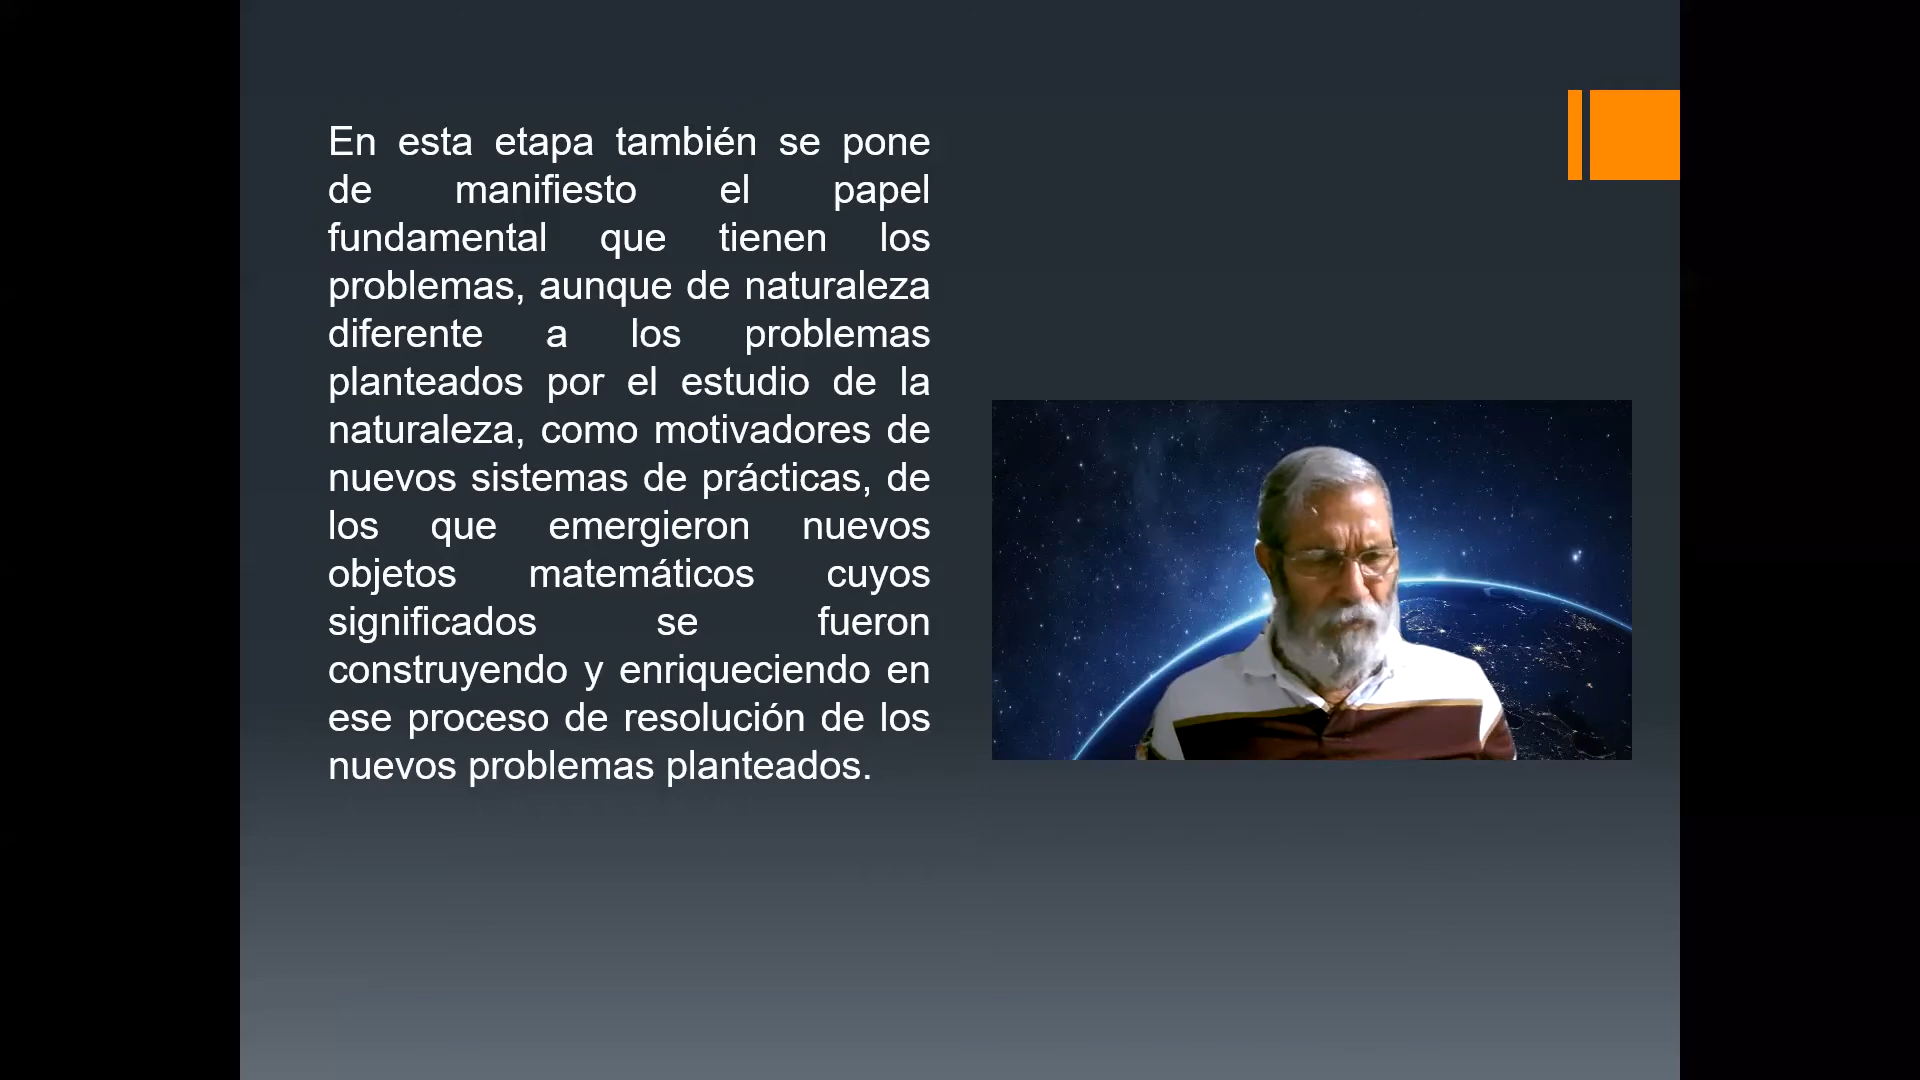 En esta etapa también se pone
de manifiesto el papel
fundamental que tienen los
problemas, aunque de naturaleza
diferente a los problemas
planteados por el estudio de la
naturaleza, como motivadores de
nuevos sistemas de prácticas, de
los que emergieron nuevos
objetos matemáticos cuyos
significados se fueron
construyendo y enriqueciendo en
ese proceso de resolución de los
nuevos problemas planteados.